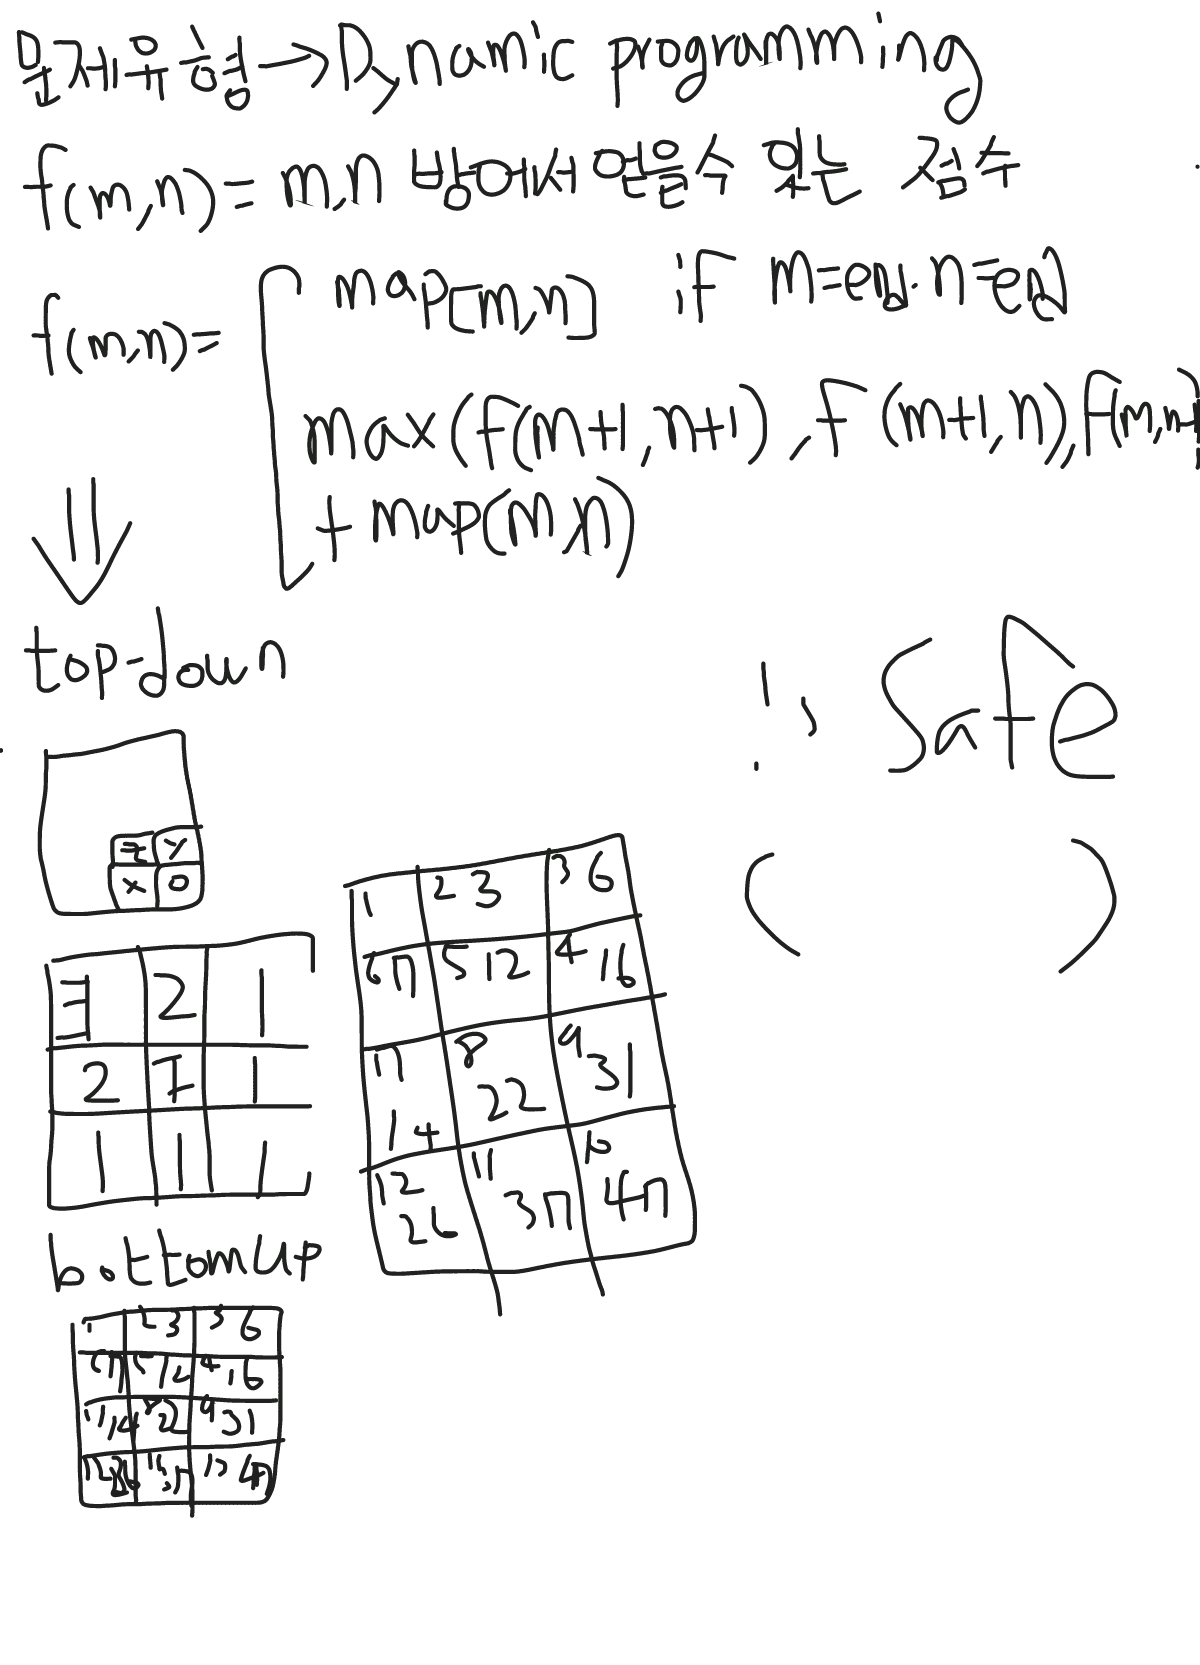 문제유형→Dynamic programming
f(m,n)= m,n 방에서 얻을수 있는 점수
f(m,n)=
map[m,n] if m=end. n=end
max(f(m+1,n+1), f(m+1,n), f(m,n+1)
+ map(m,n)
top-down
!, Safe
( )
z y
x 0
1 2 3 3 6
6 7 5 12 4 16
7 14 8 22 9 31
12 26 11 37 10 47
3 2 1
2 7 1
1 1 1
bottom up
1 2 3 3 6
6 7 5 12 4 16
7 14 8 22 9 31
12 26 11 37 10 47